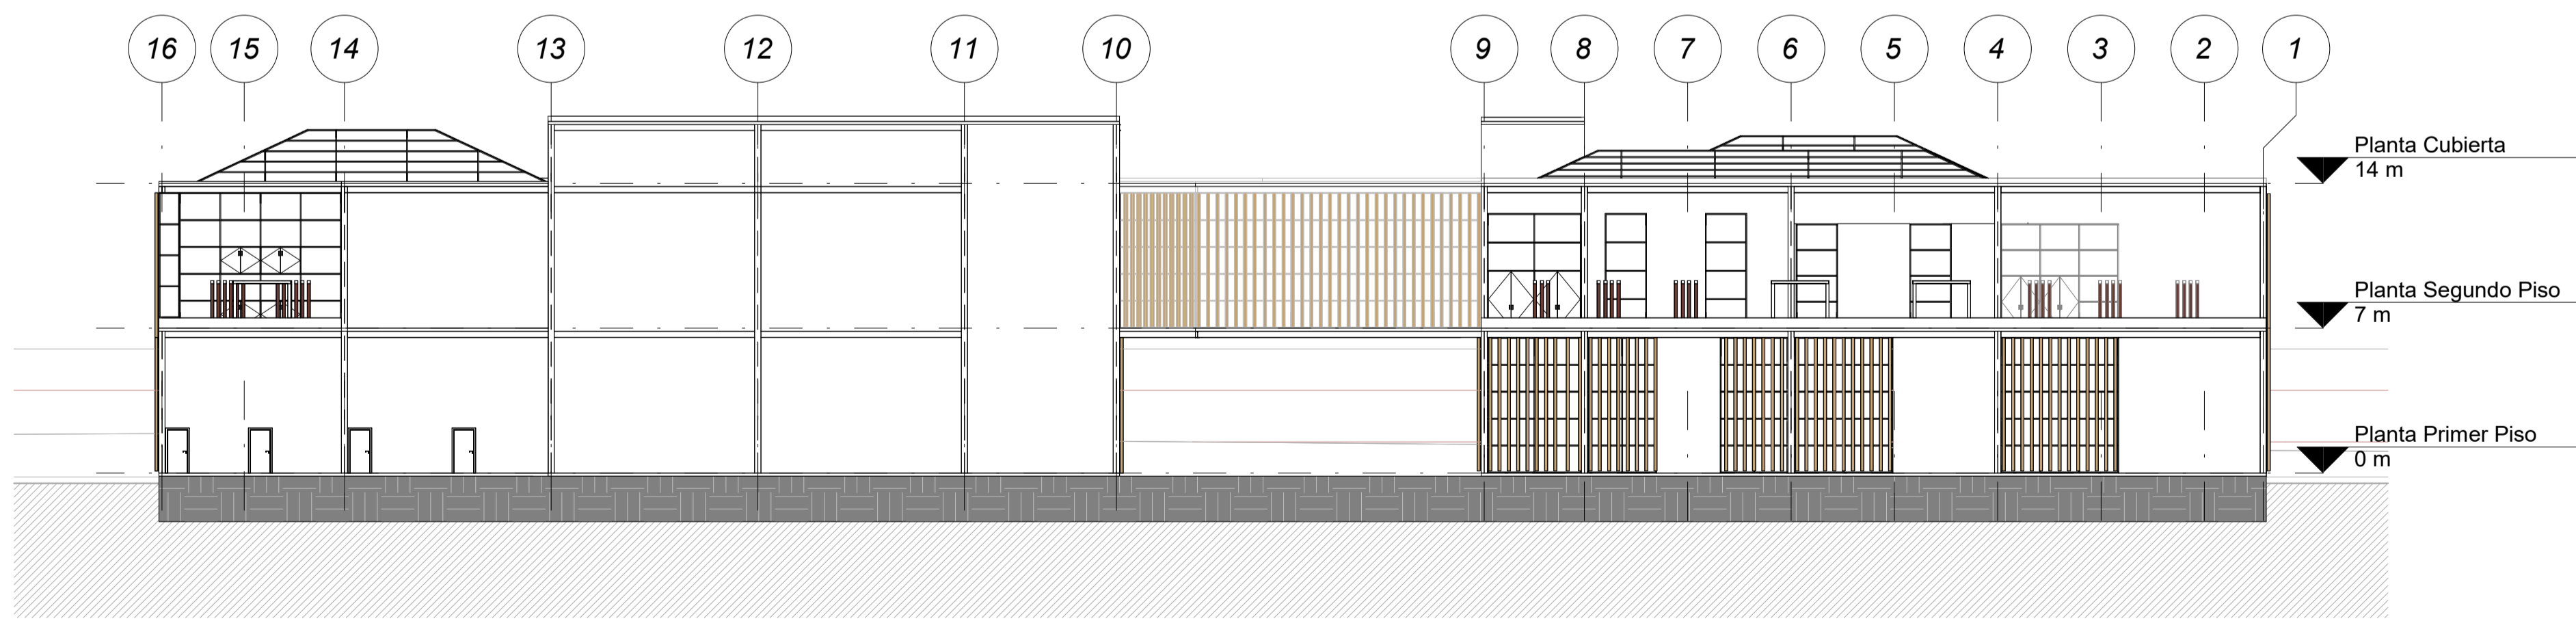 16 15 14 13 12 11 10 9 8 7 6 5 4 3 2 1
Planta Cubierta
14 m
Planta Segundo Piso
7 m
Planta Primer Piso
0 m